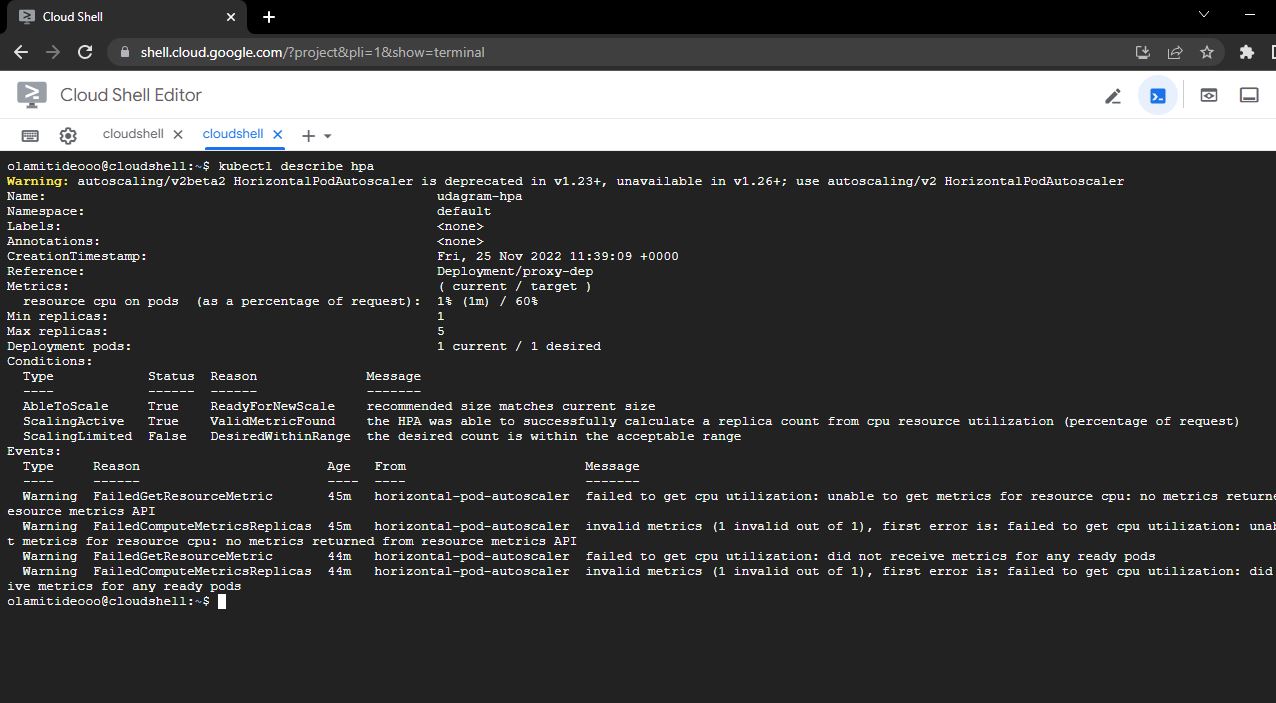 Cloud Shell
shell.cloud.google.com/?project&pli=1&show=terminal
Cloud Shell Editor
cloudshell cloudshell
olamitideooo@cloudshell:~$ kubectl describe hpa
Warning: autoscaling/v2beta2 HorizontalPodAutoscaler is deprecated in v1.23+, unavailable in v1.26+; use autoscaling/v2 HorizontalPodAutoscaler
Name: udagram-hpa
Namespace: default
Labels: <none>
Annotations: <none>
CreationTimestamp: Fri, 25 Nov 2022 11:39:09 +0000
Reference: Deployment/proxy-dep
Metrics: ( current / target )
resource cpu on pods (as a percentage of request): 1% (1m) / 60%
Min replicas: 1
Max replicas: 5
Deployment pods: 1 current / 1 desired
Conditions:
Type Status Reason Message
---- ------ ------ -------
AbleToScale True ReadyForNewScale recommended size matches current size
ScalingActive True ValidMetricFound the HPA was able to successfully calculate a replica count from cpu resource utilization (percentage of request)
ScalingLimited False DesiredWithinRange the desired count is within the acceptable range
Events:
Type Reason Age From Message
---- ------ ---- ---- -------
Warning FailedGetResourceMetric 45m horizontal-pod-autoscaler failed to get cpu utilization: unable to get metrics for resource cpu: no metrics returne
esource metrics API
Warning FailedComputeMetricsReplicas 45m horizontal-pod-autoscaler invalid metrics (1 invalid out of 1), first error is: failed to get cpu utilization: unab
t metrics for resource cpu: no metrics returned from resource metrics API
Warning FailedGetResourceMetric 44m horizontal-pod-autoscaler failed to get cpu utilization: did not receive metrics for any ready pods
Warning FailedComputeMetricsReplicas 44m horizontal-pod-autoscaler invalid metrics (1 invalid out of 1), first error is: failed to get cpu utilization: did
ive metrics for any ready pods
olamitideooo@cloudshell:~$